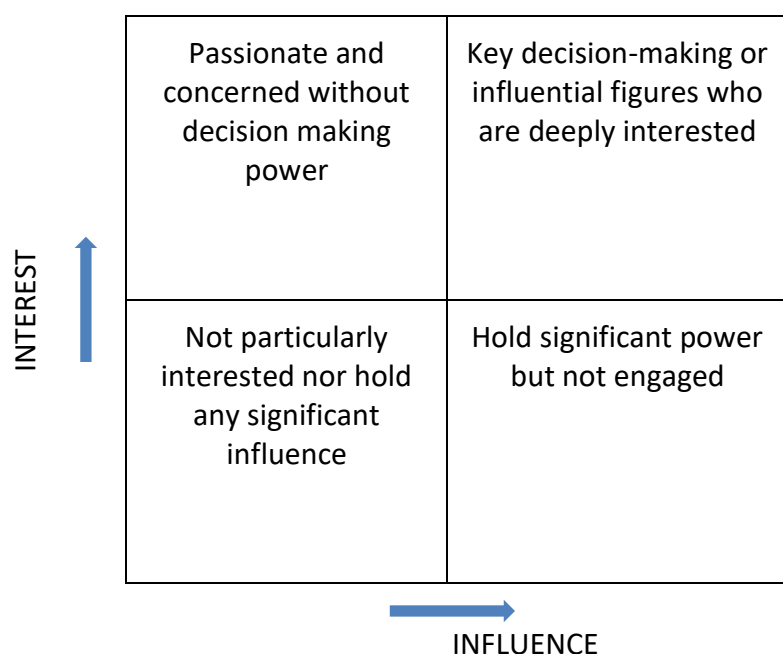 Passionate and
concerned without
decision making
power
Key decision-making or
influential figures who
are deeply interested
INTEREST
Not particularly
interested nor hold
any significant
influence
Hold significant power
but not engaged
INFLUENCE